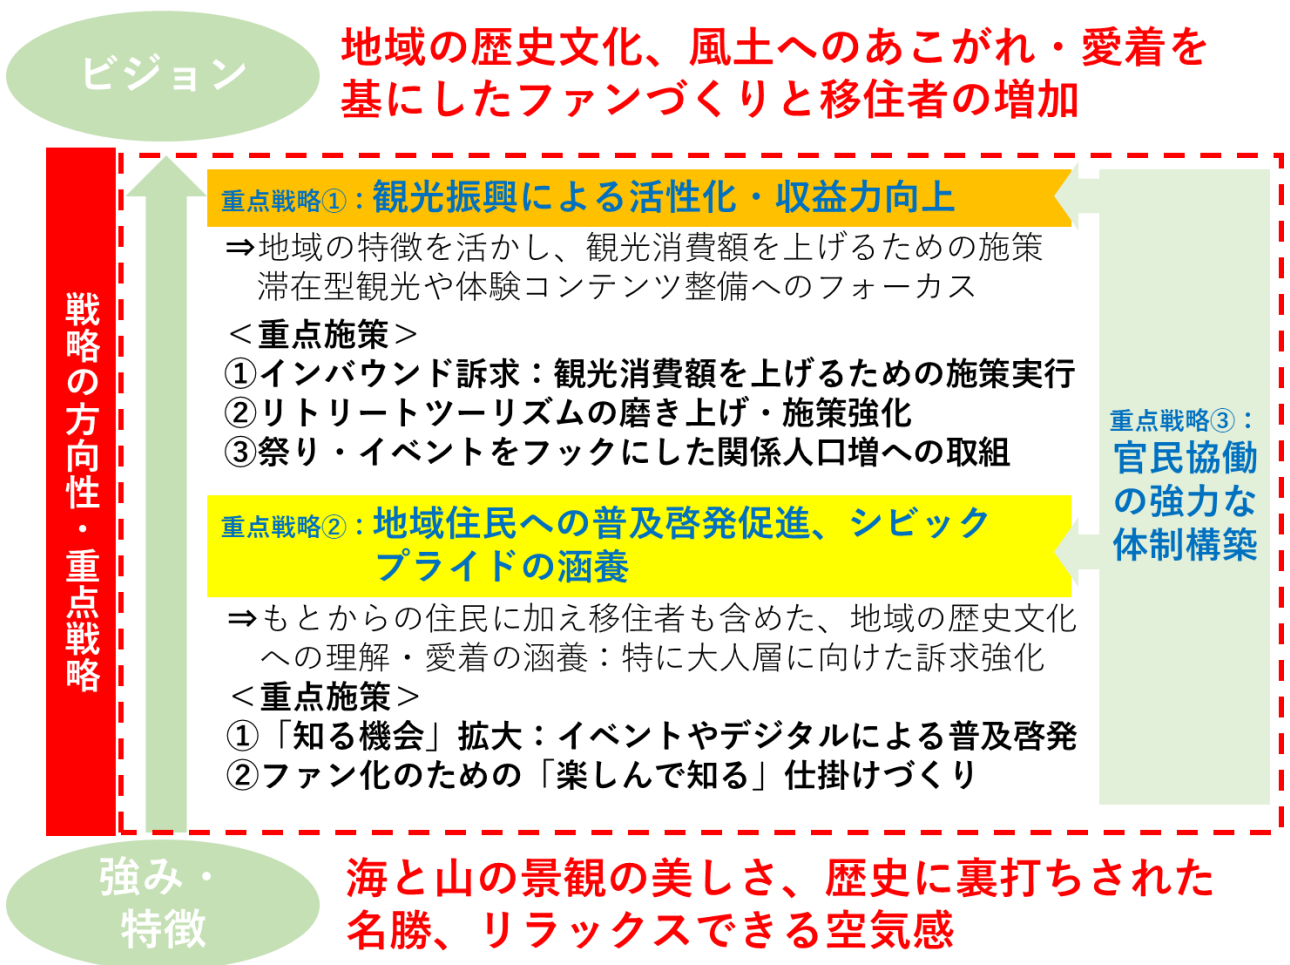 ビジョン
地域の歴史文化、風土へのあこがれ・愛着を
基にしたファンづくりと移住者の増加
戦略の方向性・重点戦略
重点戦略①：観光振興による活性化・収益力向上
⇒地域の特徴を活かし、観光消費額を上げるための施策
滞在型観光や体験コンテンツ整備へのフォーカス
＜重点施策＞
①インバウンド訴求：観光消費額を上げるための施策実行
②リトリートツーリズムの磨き上げ・施策強化
③祭り・イベントをフックにした関係人口増への取組
重点戦略②：地域住民への普及啓発促進、シビック
プライドの涵養
⇒もとからの住民に加え移住者も含めた、地域の歴史文化
への理解・愛着の涵養：特に大人層に向けた訴求強化
＜重点施策＞
①「知る機会」拡大：イベントやデジタルによる普及啓発
②ファン化のための「楽しんで知る」仕掛けづくり
重点戦略③：
官民協働
の強力な
体制構築
強み・
特徴
海と山の景観の美しさ、歴史に裏打ちされた
名勝、リラックスできる空気感